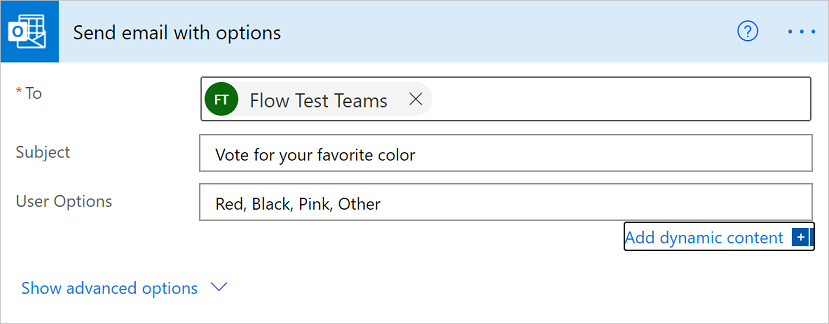 Send email with options
* To
FT Flow Test Teams
Subject
Vote for your favorite color
User Options
Red, Black, Pink, Other
Add dynamic content
Show advanced options